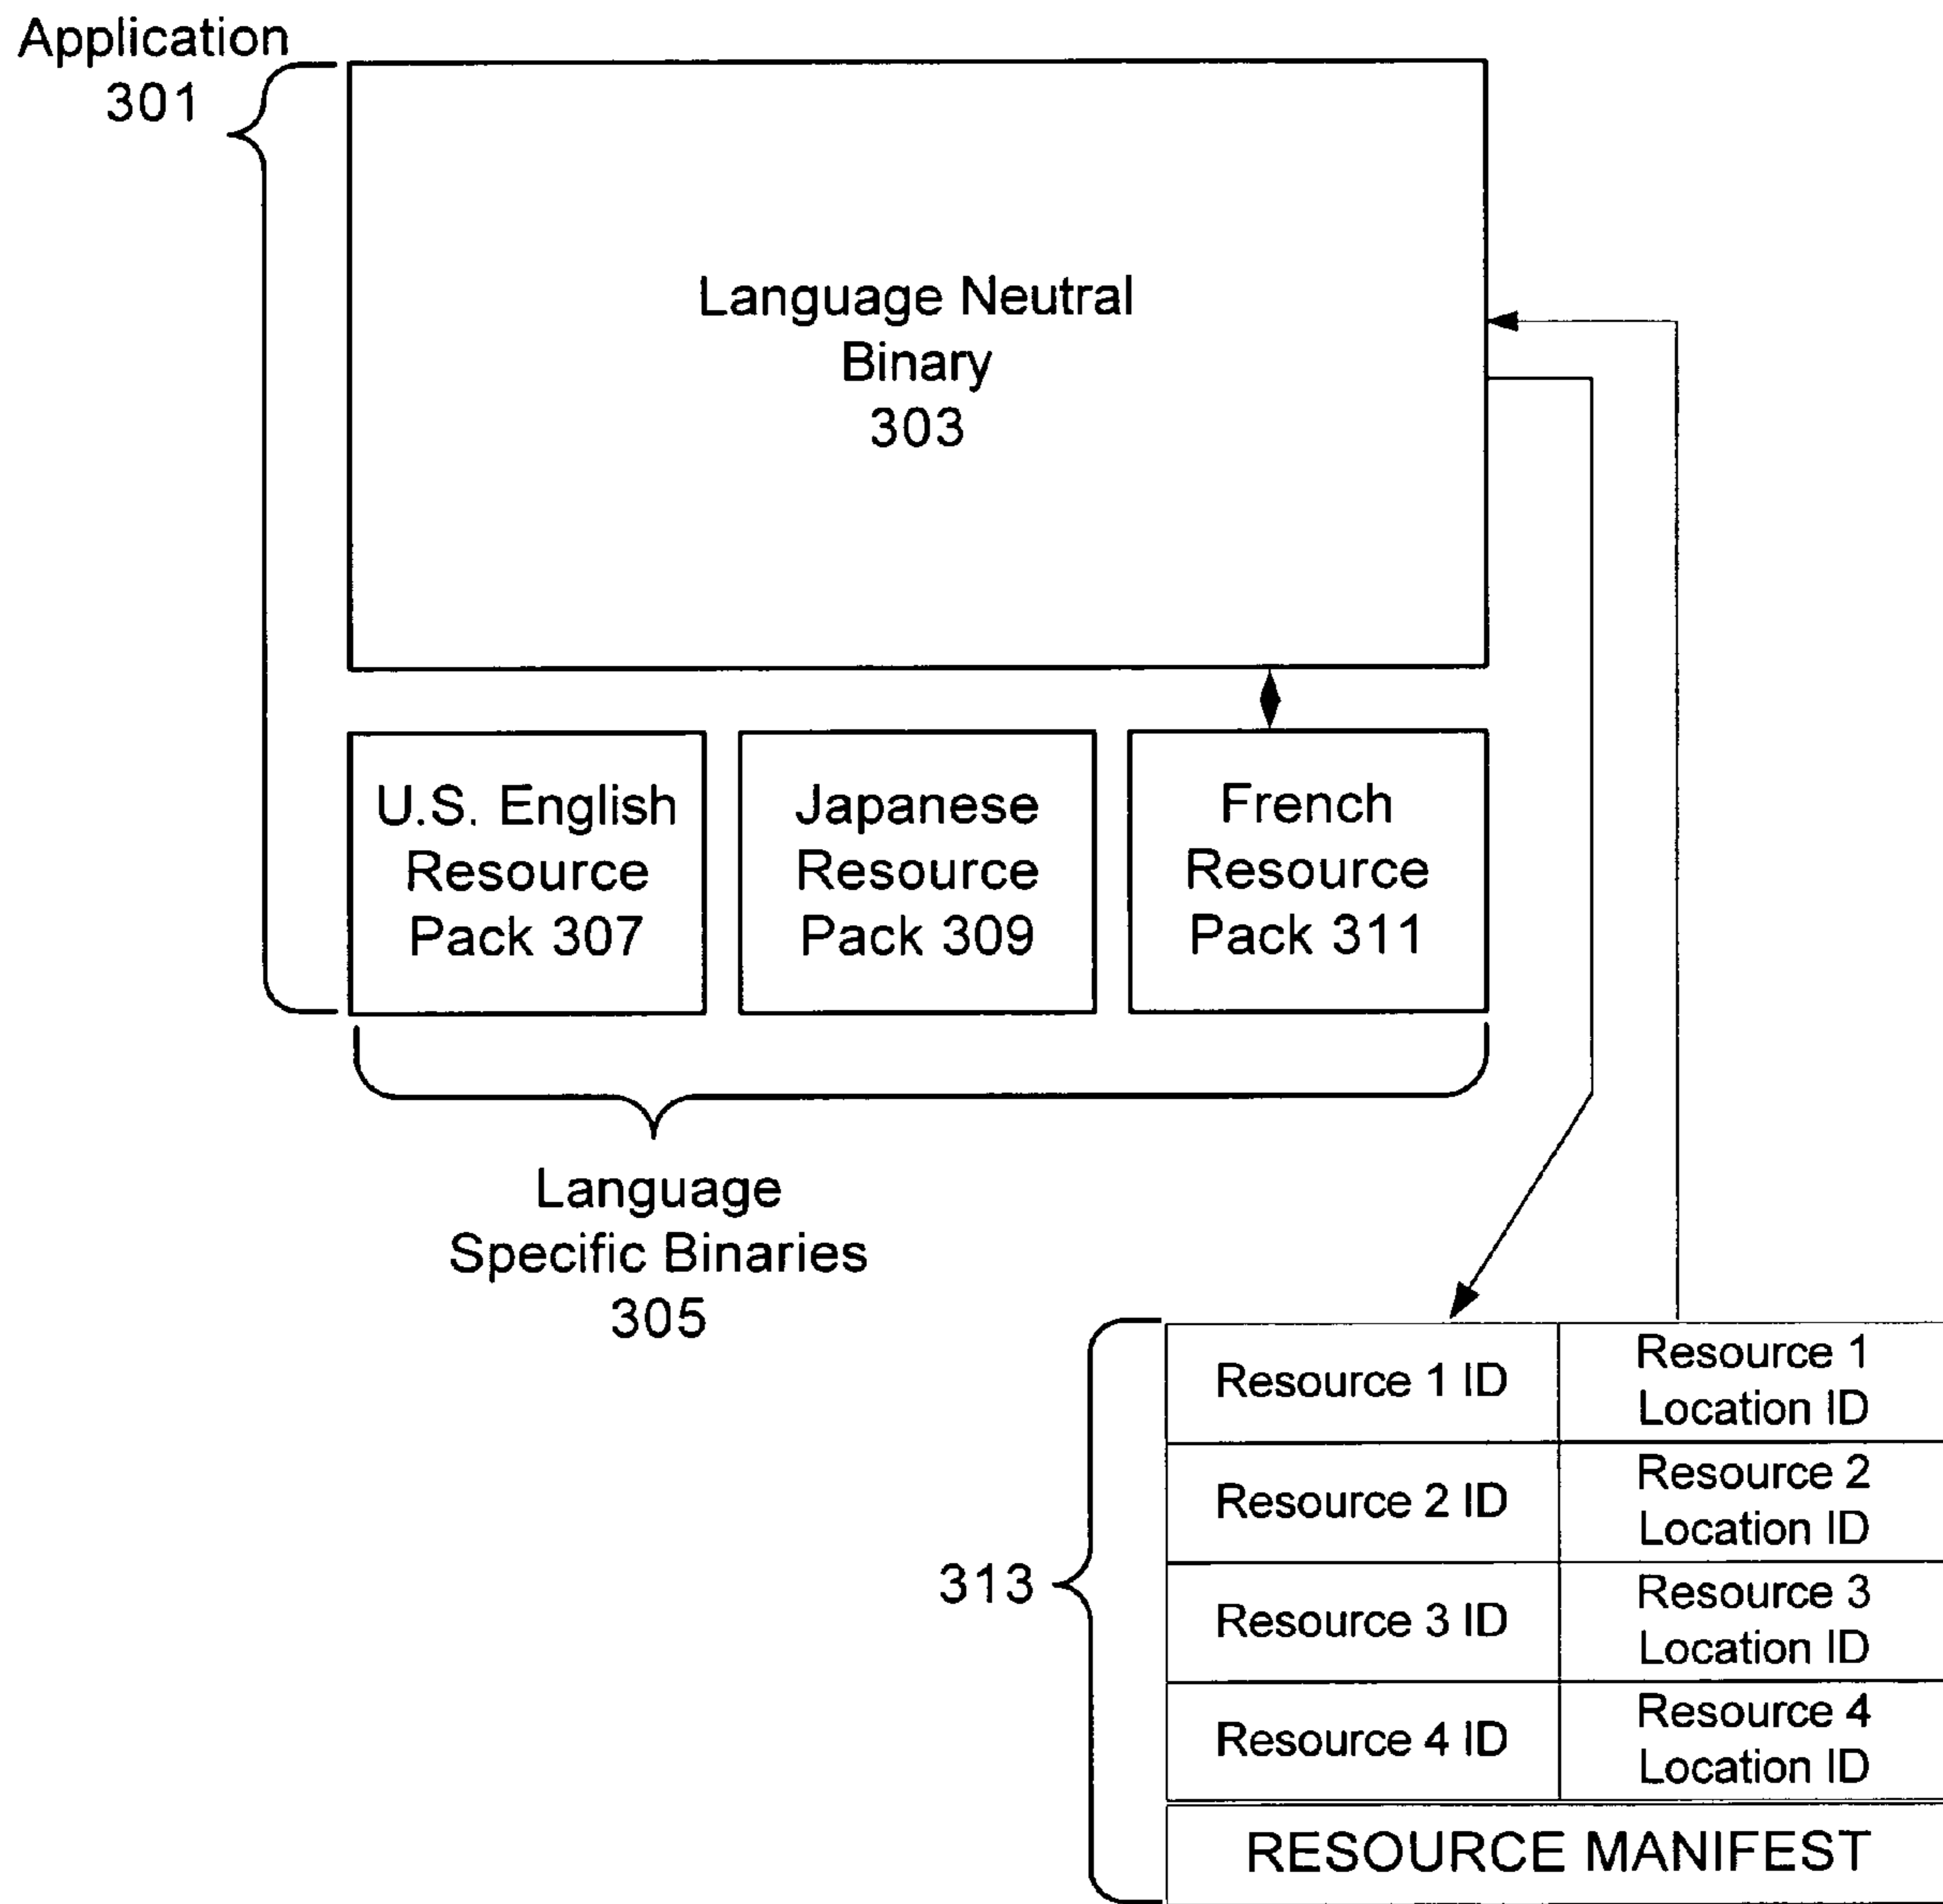 Application
301
Language Neutral
Binary
303
U.S. English
Resource
Pack 307
Japanese
Resource
Pack 309
French
Resource
Pack 311
Language
Specific Binaries
305
313
Resource 1 ID
Resource 1
Location ID
Resource 2 ID
Resource 2
Location ID
Resource 3 ID
Resource 3
Location ID
Resource 4 ID
Resource 4
Location ID
RESOURCE MANIFEST